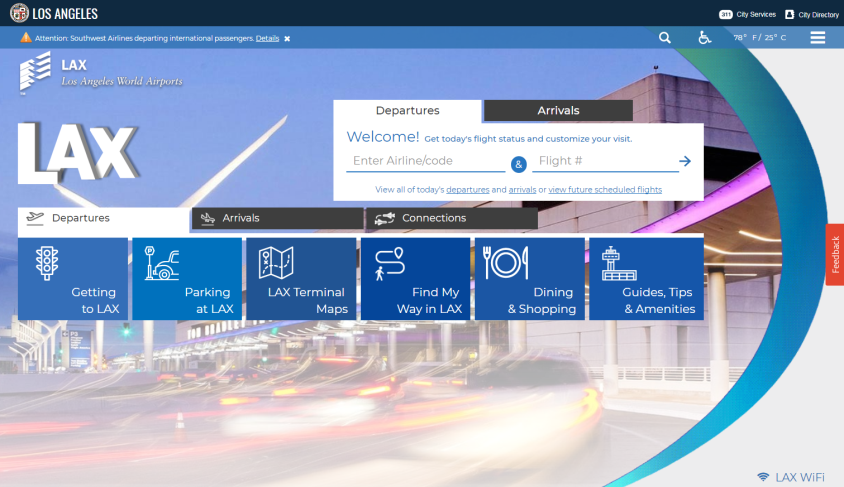 LOS ANGELES
311 City Services
City Directory
Attention: Southwest Airlines departing international passengers. Details ✖
78° F / 25° C
LAX
Los Angeles World Airports
LAX
Departures
Arrivals
Welcome! Get today's flight status and customize your visit.
Enter Airline/code
&
Flight #
View all of today's departures and arrivals or view future scheduled flights
Departures
Arrivals
Connections
Getting
to LAX
Parking
at LAX
LAX Terminal
Maps
Find My
Way in LAX
Dining
& Shopping
Guides, Tips
& Amenities
Feedback
LAX WiFi